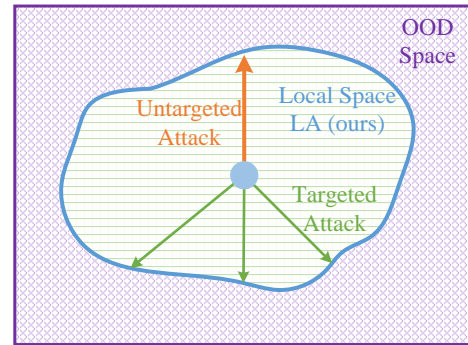 OOD
Space
Untargeted
Attack
Local Space
LA (ours)
Targeted
Attack